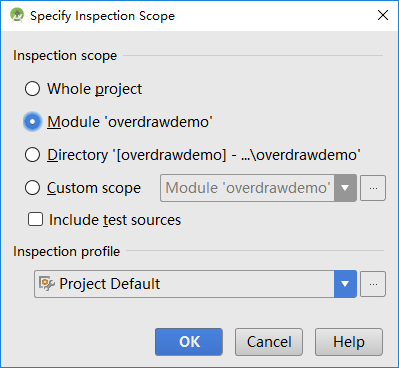 Specify Inspection Scope
Inspection scope
Whole project
Module 'overdrawdemo'
Directory '[overdrawdemo] - ...\overdrawdemo'
Custom scope Module 'overdrawdemo' ...
Include test sources
Inspection profile
Project Default ...
OK Cancel Help